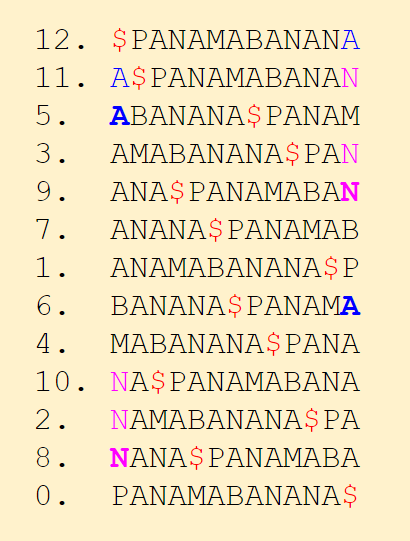 12. $PANAMABANANA
11. A$PANAMABANAN
5. ABANANA$PANAM
3. AMABANANA$PAN
9. ANA$PANAMABAN
7. ANANA$PANAMAB
1. ANAMABANANA$P
6. BANANA$PANAMA
4. MABANANA$PANA
10. NA$PANAMABANA
2. NAMABANANA$PA
8. NANA$PANAMABA
0. PANAMABANANA$